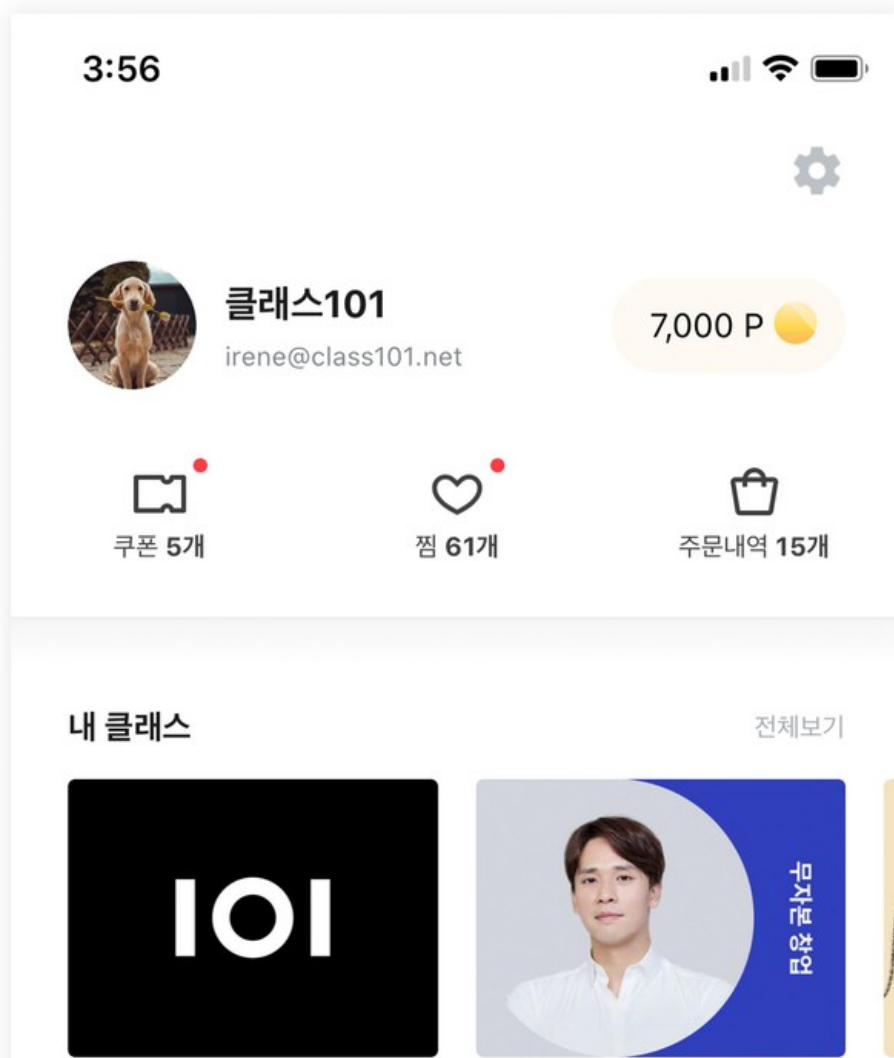 3:56
클래스101
irene@class101.net
7,000 P
쿠폰 5개
찜 61개
주문내역 15개
내 클래스
전체보기
101
무자본 창업